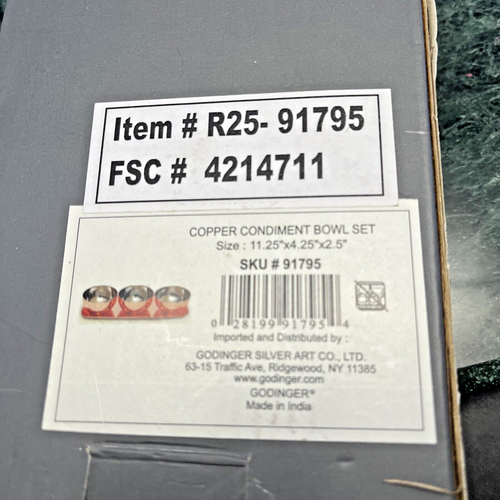 Item # R25- 91795
FSC # 4214711
COPPER CONDIMENT BOWL SET
Size : 11.25"x4.25"x2.5"
SKU # 91795
0 28199 91795 4
Imported and Distributed by :
GODINGER SILVER ART CO., LTD.
63-15 Traffic Ave, Ridgewood, NY 11385
www.godinger.com
GODINGER®
Made in India